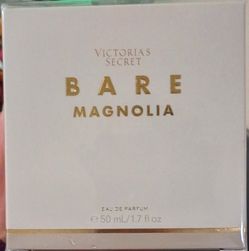 VICTORIA'S
SECRET
BARE
MAGNOLIA
EAU DE PARFUM
℮ 50 mL/1.7 fl oz